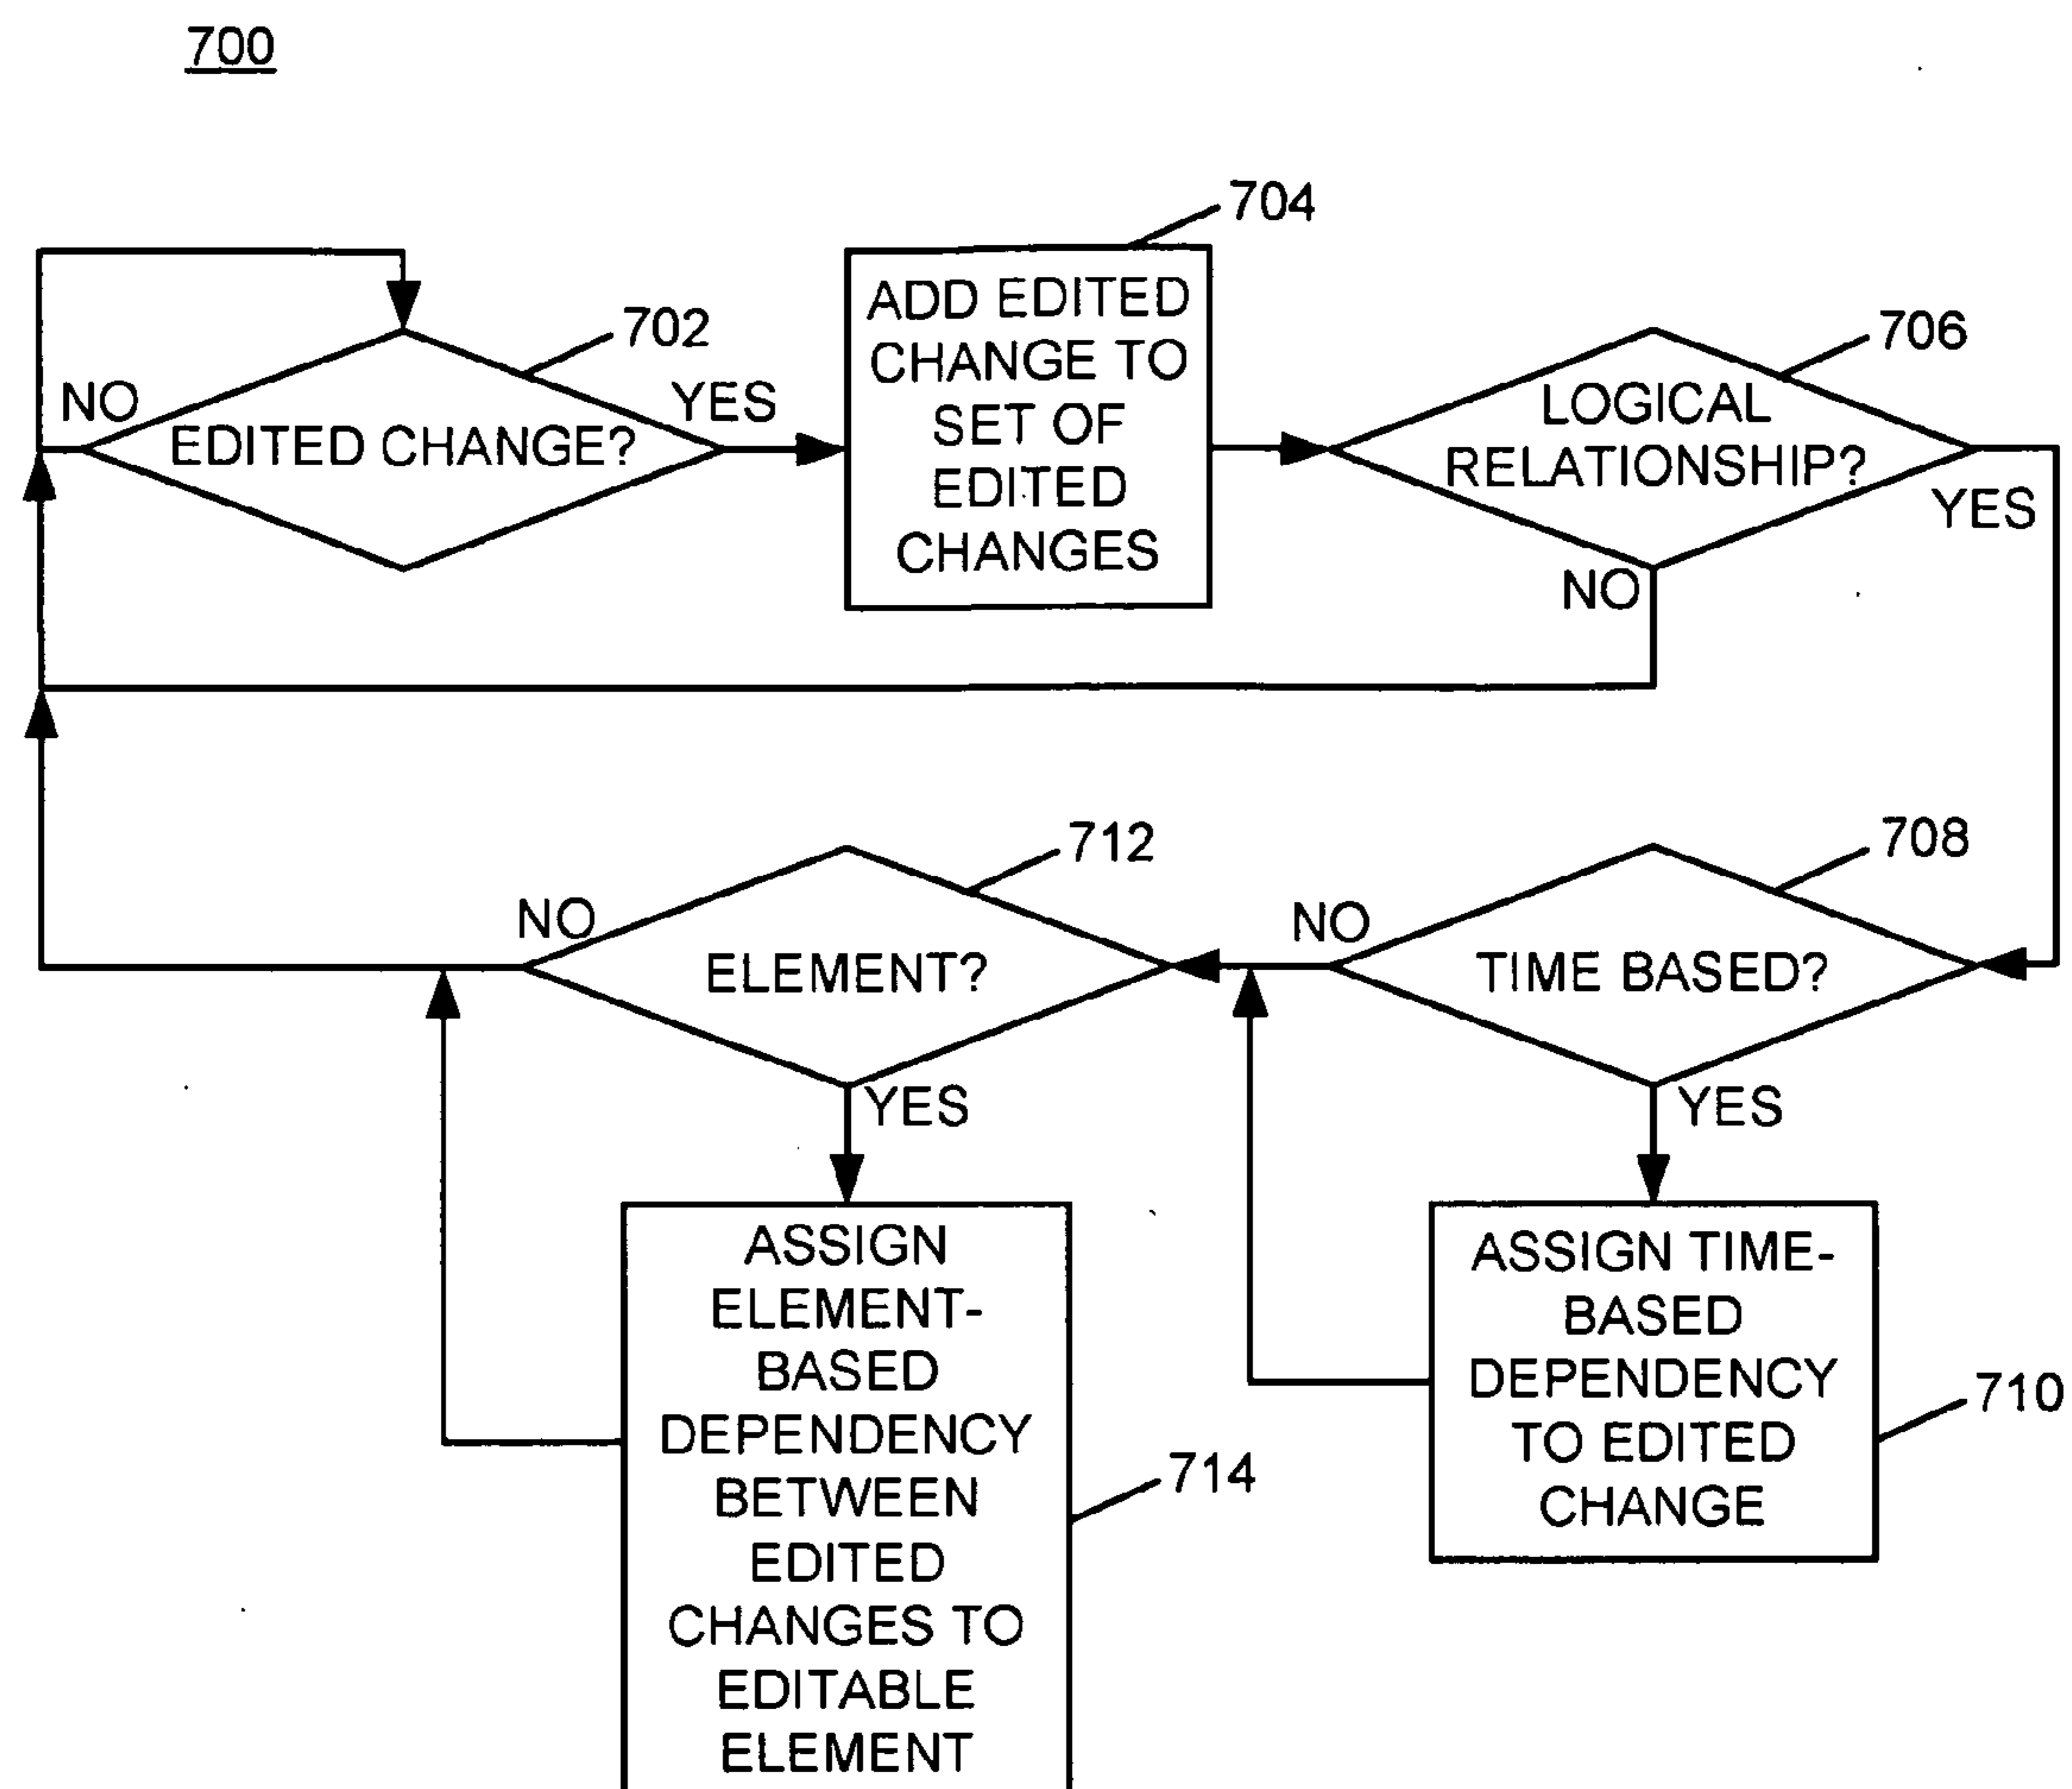 700
704
ADD EDITED
CHANGE TO
SET OF
EDITED
CHANGES
702
NO
YES
EDITED CHANGE?
706
LOGICAL
RELATIONSHIP?
YES
NO
712
NO
ELEMENT?
YES
708
NO
TIME BASED?
YES
ASSIGN
ELEMENT-
BASED
DEPENDENCY
BETWEEN
EDITED
CHANGES TO
EDITABLE
ELEMENT
714
ASSIGN TIME-
BASED
DEPENDENCY
TO EDITED
CHANGE
710